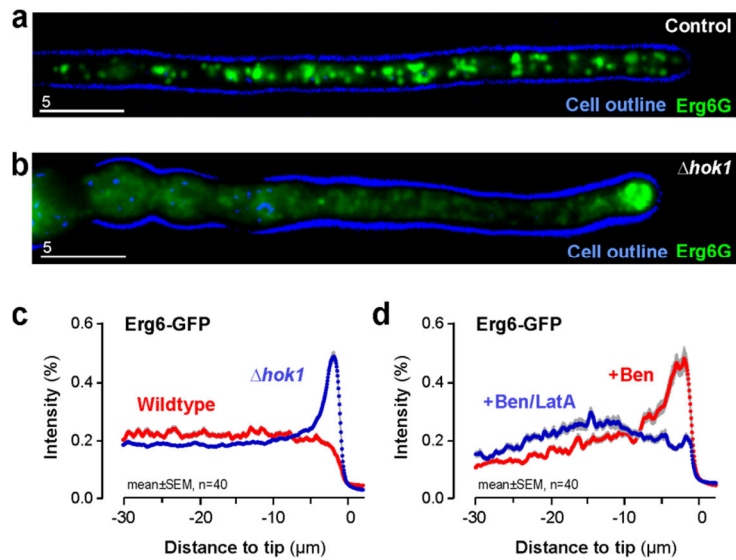 a
Control
5
Cell outline Erg6G
b
Δhok1
5
Cell outline Erg6G
c
Erg6-GFP
0.6
0.4
0.2
0.0
Intensity (%)
Δhok1
Wildtype
mean±SEM, n=40
-30 -20 -10 0
Distance to tip (μm)
d
Erg6-GFP
0.6
0.4
0.2
0.0
Intensity (%)
+Ben
+Ben/LatA
mean±SEM, n=40
-30 -20 -10 0
Distance to tip (μm)